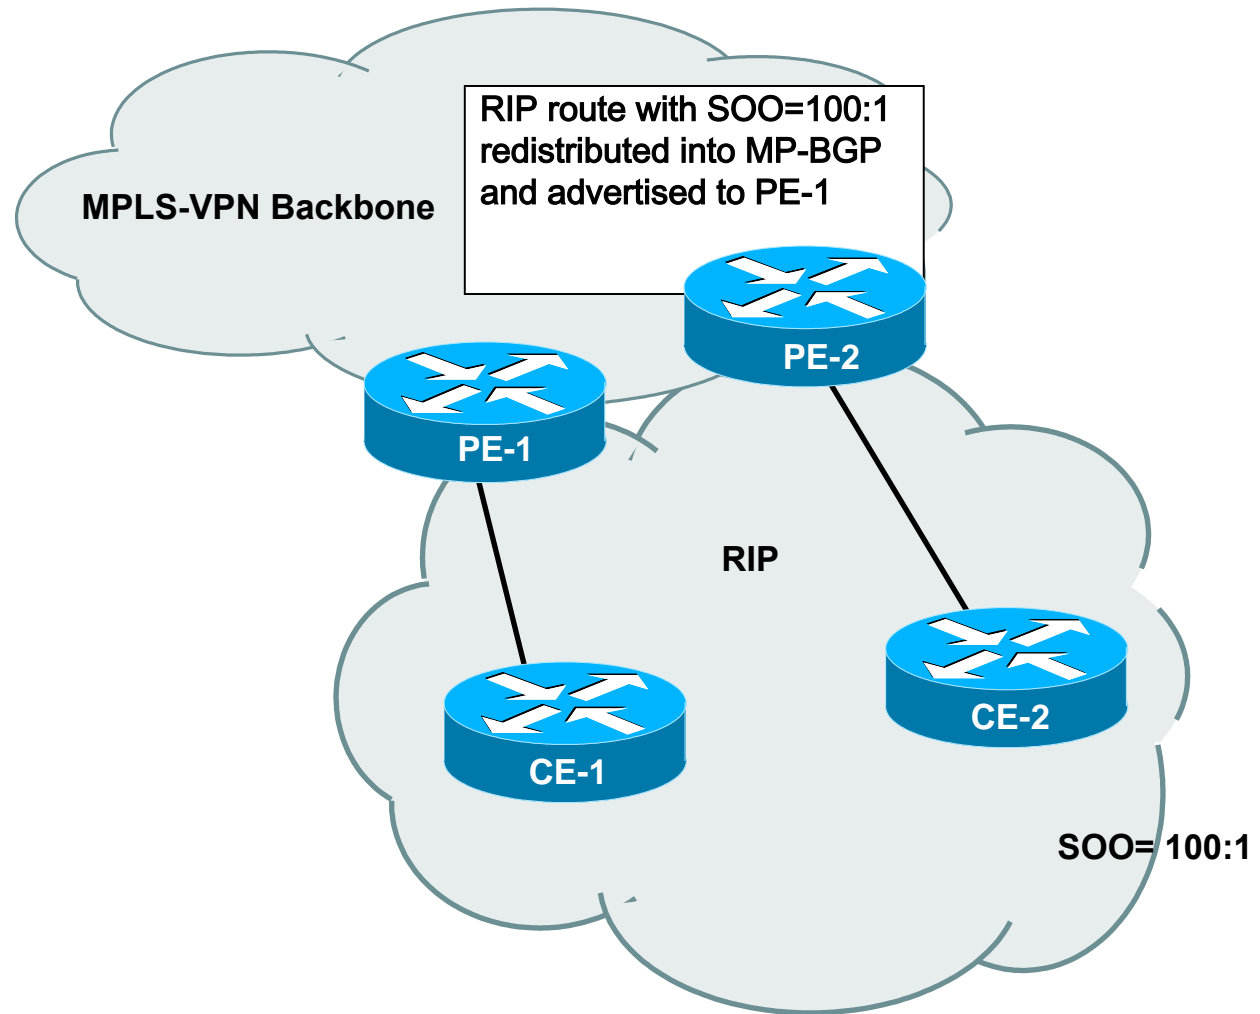 RIP route with SOO=100:1
redistributed into MP-BGP
and advertised to PE-1
MPLS-VPN Backbone
PE-2
PE-1
RIP
CE-2
CE-1
SOO= 100:1